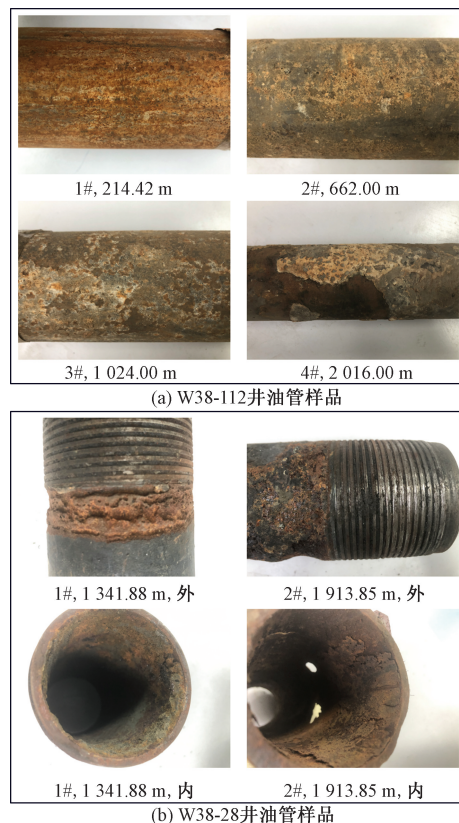 1#, 214.42 m
2#, 662.00 m
3#, 1 024.00 m
4#, 2 016.00 m
(a) W38-112井油管样品
1#, 1 341.88 m, 外
2#, 1 913.85 m, 外
1#, 1 341.88 m, 内
2#, 1 913.85 m, 内
(b) W38-28井油管样品